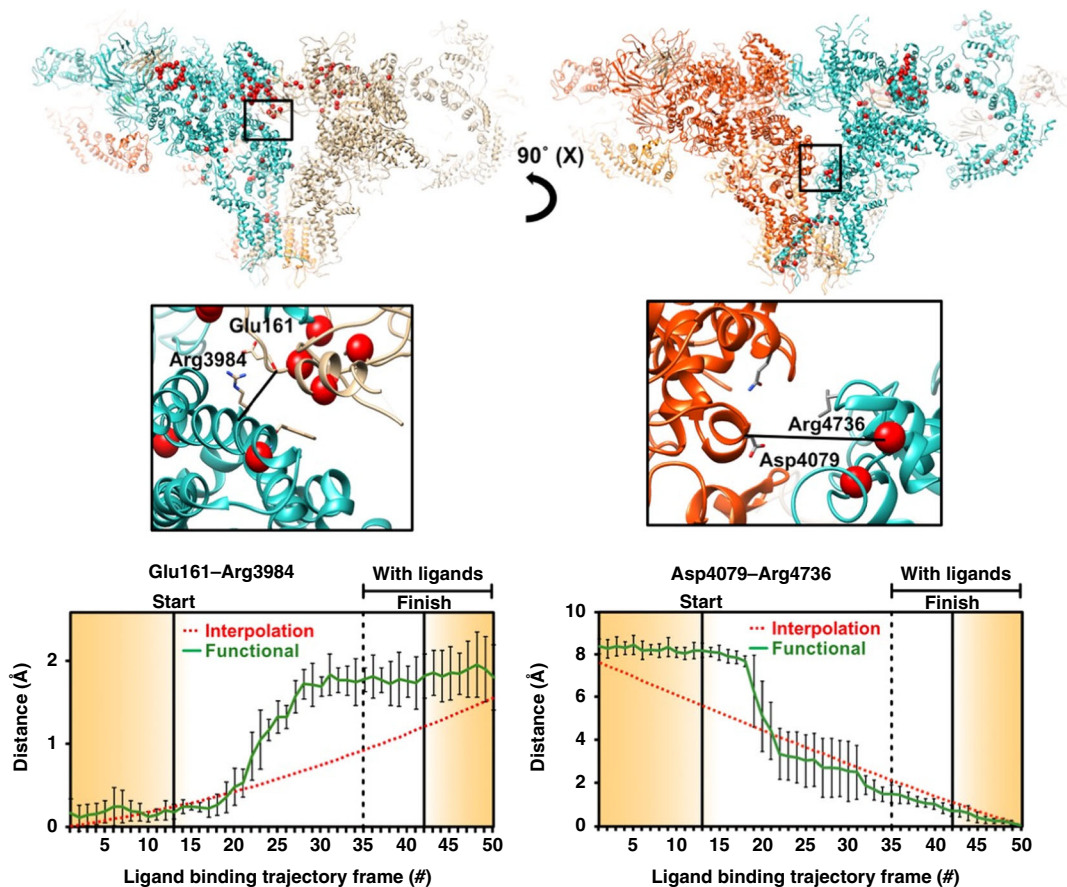 90˚ (X)
Glu161
Arg3984
Arg4736
Asp4079
Glu161–Arg3984
With ligands
Start
Finish
Interpolation
Functional
Distance (Å)
2
1
0
5 10 15 20 25 30 35 40 45 50
Ligand binding trajectory frame (#)
Asp4079–Arg4736
With ligands
Start
Finish
Interpolation
Functional
Distance (Å)
10
8
6
4
2
0
5 10 15 20 25 30 35 40 45 50
Ligand binding trajectory frame (#)